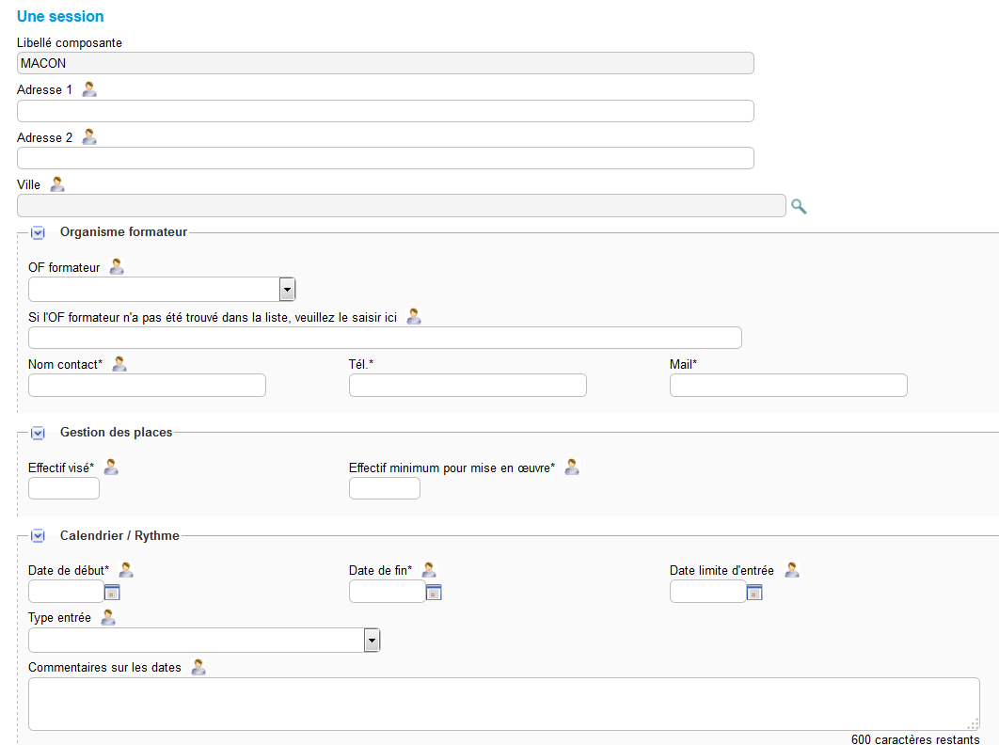 Une session
Libellé composante
MACON
Adresse 1
Adresse 2
Ville
Organisme formateur
OF formateur
Si l'OF formateur n'a pas été trouvé dans la liste, veuillez le saisir ici
Nom contact* Tél.* Mail*
Gestion des places
Effectif visé* Effectif minimum pour mise en œuvre*
Calendrier / Rythme
Date de début* Date de fin* Date limite d'entrée
Type entrée
Commentaires sur les dates
600 caractères restants